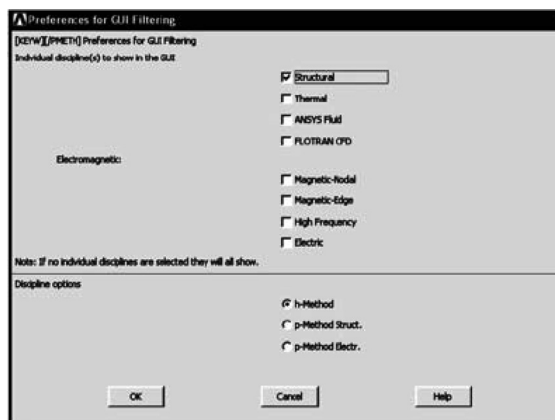 Preferences for GUI Filtering
[KEYW][/PMETH] Preferences for GUI Filtering
Individual discipline(s) to show in the GUI
Structural
Thermal
ANSYS Fluid
FLOTRAN CFD
Electromagnetic:
Magnetic-Nodal
Magnetic-Edge
High Frequency
Electric
Note: If no individual disciplines are selected they will all show.
Discipline options
h-Method
p-Method Struct.
p-Method Electr.
OK Cancel Help